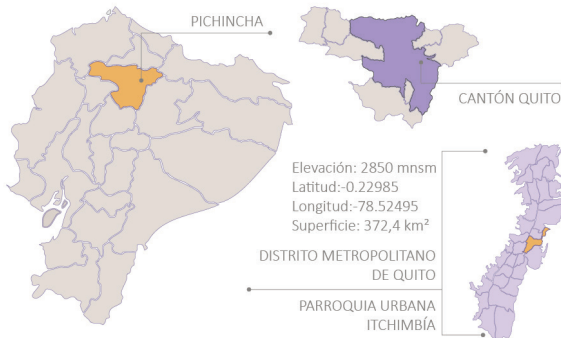 PICHINCHA
CANTÓN QUITO
Elevación: 2850 mnsm
Latitud:-0.22985
Longitud:-78.52495
Superficie: 372,4 km²
DISTRITO METROPOLITANO
DE QUITO
PARROQUIA URBANA
ITCHIMBÍA